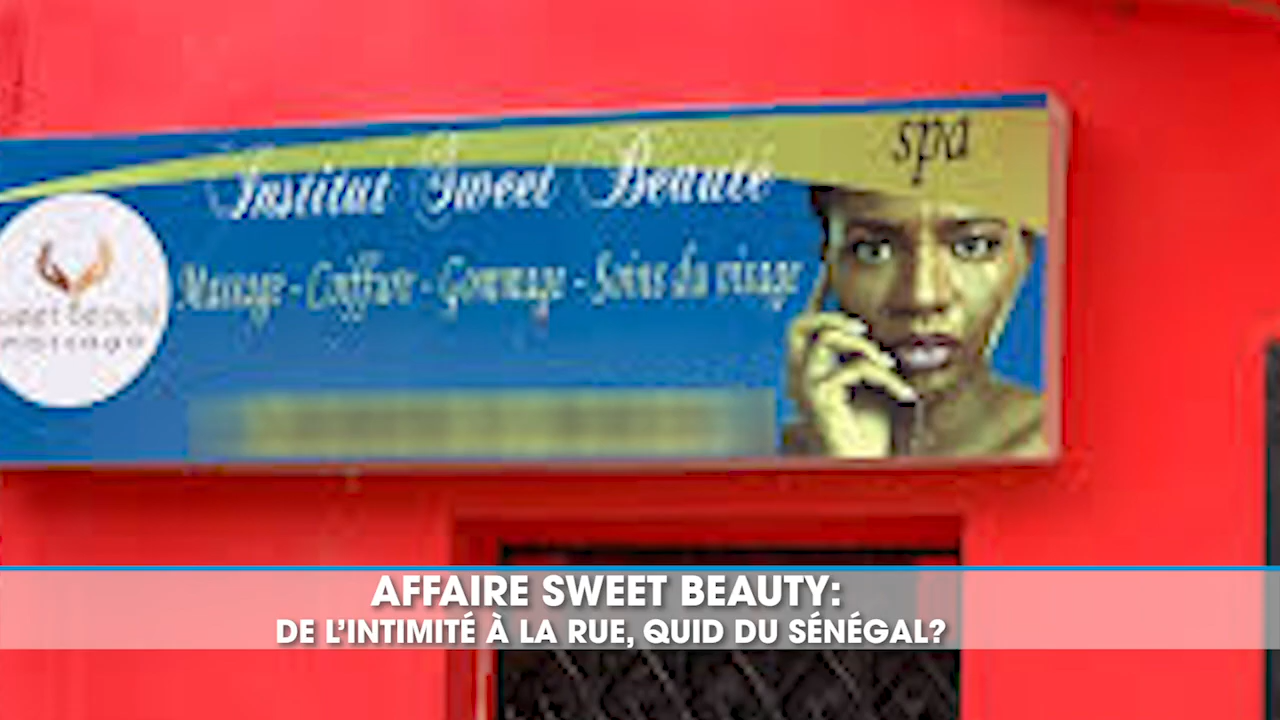 spa
Institut Sweet Beauté
Massage - Coiffure - Gommage - Soins du visage
AFFAIRE SWEET BEAUTY:
DE L'INTIMITÉ À LA RUE, QUID DU SÉNÉGAL?